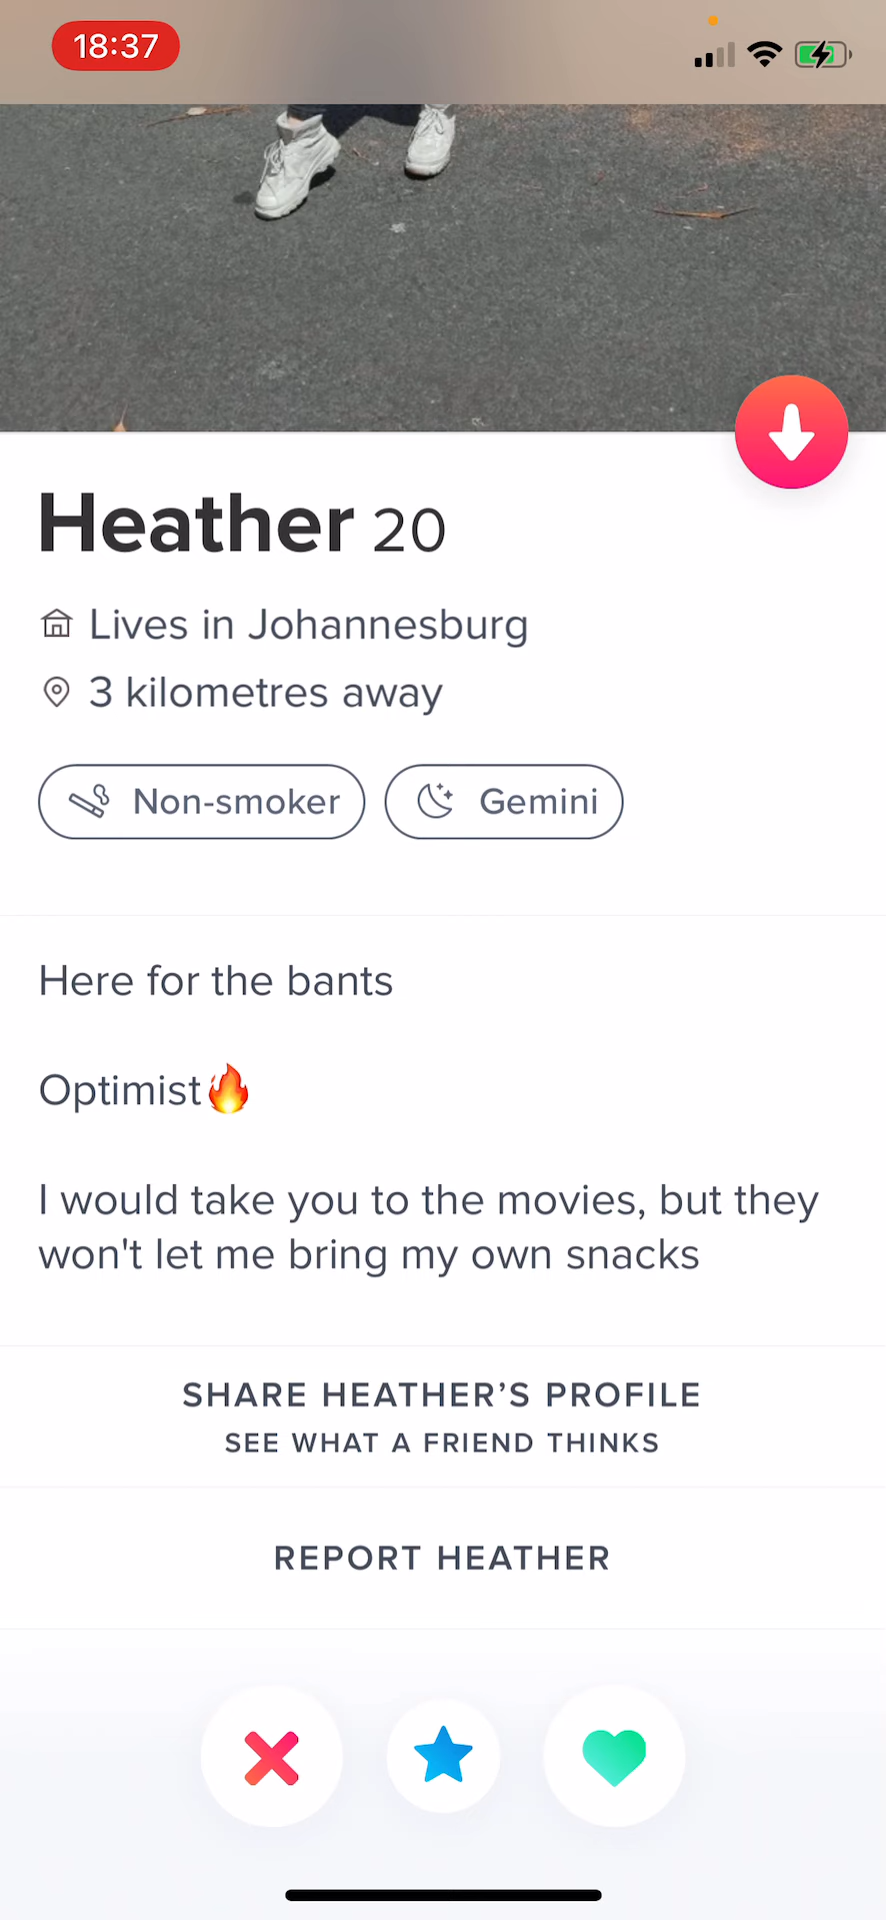 18:37
Heather 20
Lives in Johannesburg
3 kilometres away
Non-smoker Gemini
Here for the bants
Optimist🔥
I would take you to the movies, but they
won't let me bring my own snacks
SHARE HEATHER’S PROFILE
SEE WHAT A FRIEND THINKS
REPORT HEATHER